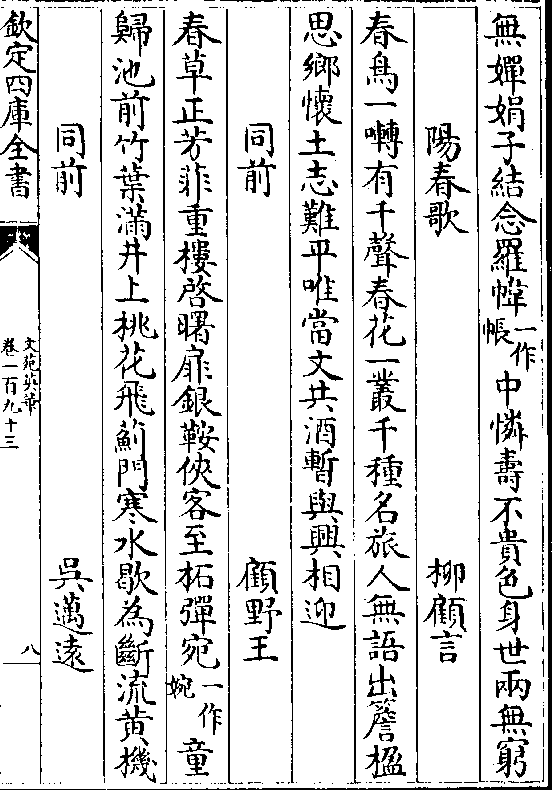 無嬋娟子結念羅幃一作帳中憐壽不貴色身世兩無窮
陽春歌 柳顧言
春鳥一囀有千聲春花一叢千種名旅人無語出簷楹
思鄉懷土志難平唯當文共酒暫與興相迎
同前 顧野王
春草正芳菲重樓啓曙扉銀鞍俠客至柘彈宛一作婉童
歸池前竹葉滿井上桃花飛薊門寒水歇為斷流黃機
同前 吳邁遠
欽定四庫全書
文苑英華
卷一百九十三
八